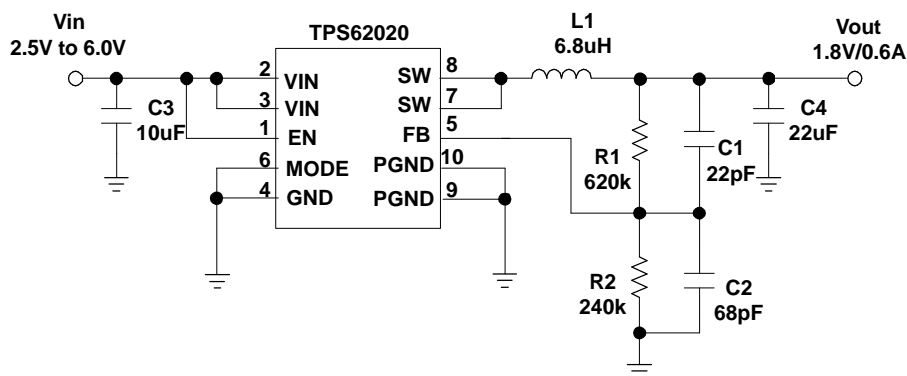 Vin
2.5V to 6.0V
TPS62020
L1
6.8uH
Vout
1.8V/0.6A
2
VIN
SW
8
3
VIN
SW
7
1
EN
FB
5
6
MODE
PGND
10
4
GND
PGND
9
C3
10uF
R1
620k
C1
22pF
C4
22uF
R2
240k
C2
68pF